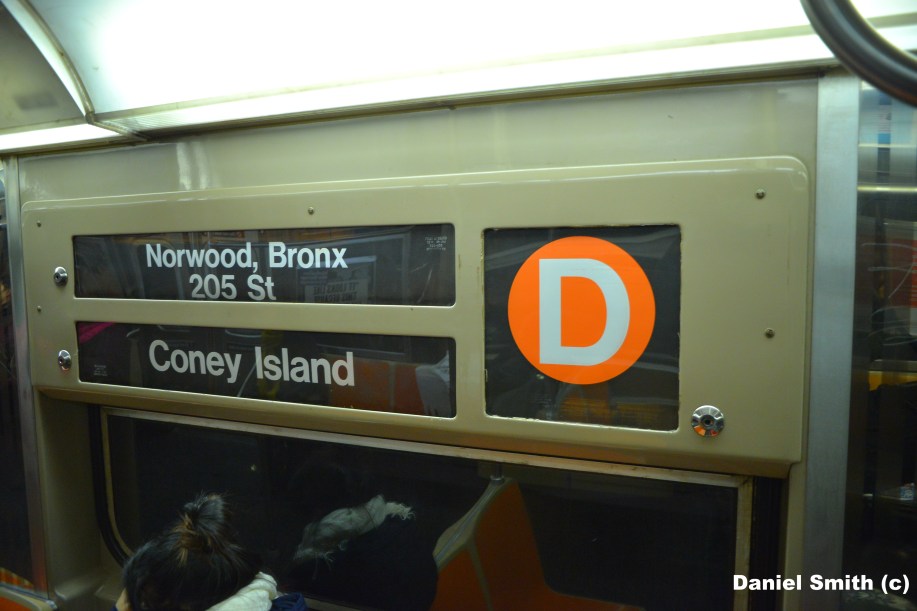 Norwood, Bronx
205 St
Coney Island
D
Daniel Smith (c)